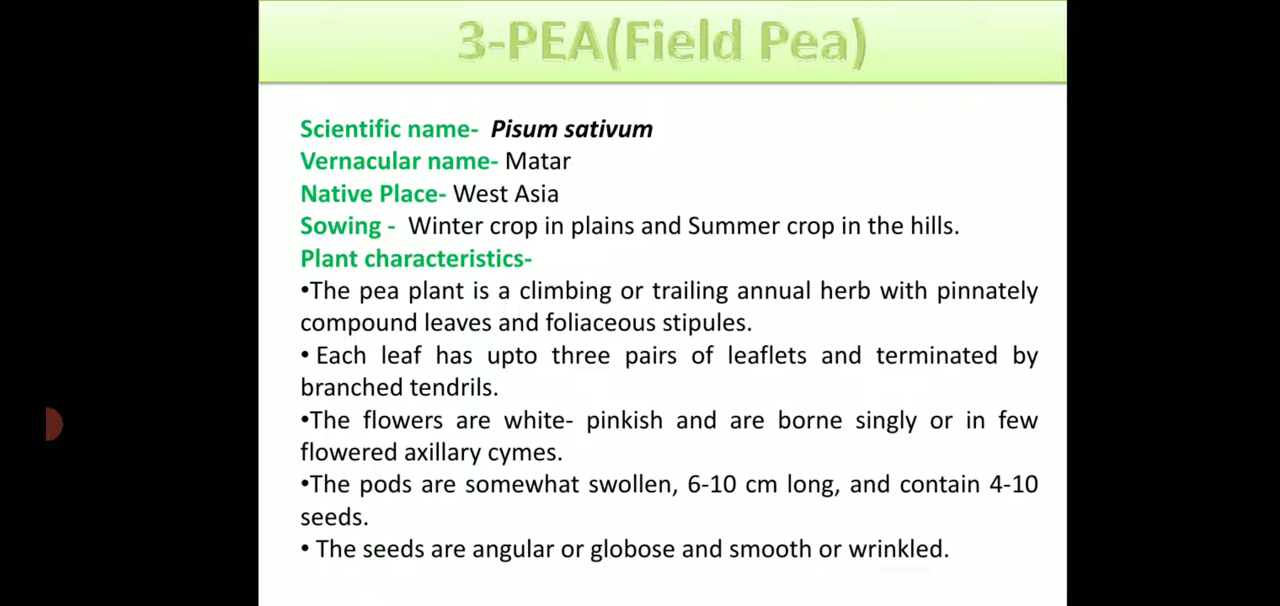 3-PEA(Field Pea)
Scientific name- Pisum sativum
Vernacular name- Matar
Native Place- West Asia
Sowing - Winter crop in plains and Summer crop in the hills.
Plant characteristics-
•The pea plant is a climbing or trailing annual herb with pinnately
compound leaves and foliaceous stipules.
• Each leaf has upto three pairs of leaflets and terminated by
branched tendrils.
•The flowers are white- pinkish and are borne singly or in few
flowered axillary cymes.
•The pods are somewhat swollen, 6-10 cm long, and contain 4-10
seeds.
• The seeds are angular or globose and smooth or wrinkled.